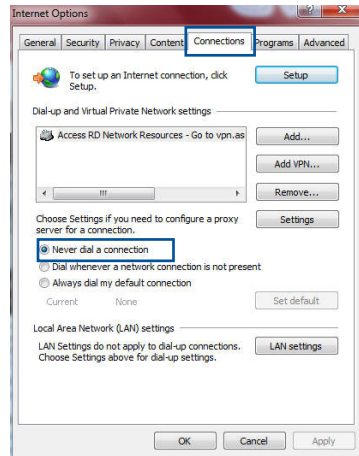 Internet Options
General Security Privacy Content Connections Programs Advanced
To set up an Internet connection, click
Setup.
Setup
Dial-up and Virtual Private Network settings
Access RD Network Resources - Go to vpn.as
Add...
Add VPN...
Remove...
Choose Settings if you need to configure a proxy
server for a connection.
Settings
Never dial a connection
Dial whenever a network connection is not present
Always dial my default connection
Current None Set default
Local Area Network (LAN) settings
LAN Settings do not apply to dial-up connections.
Choose Settings above for dial-up settings.
LAN settings
OK Cancel Apply